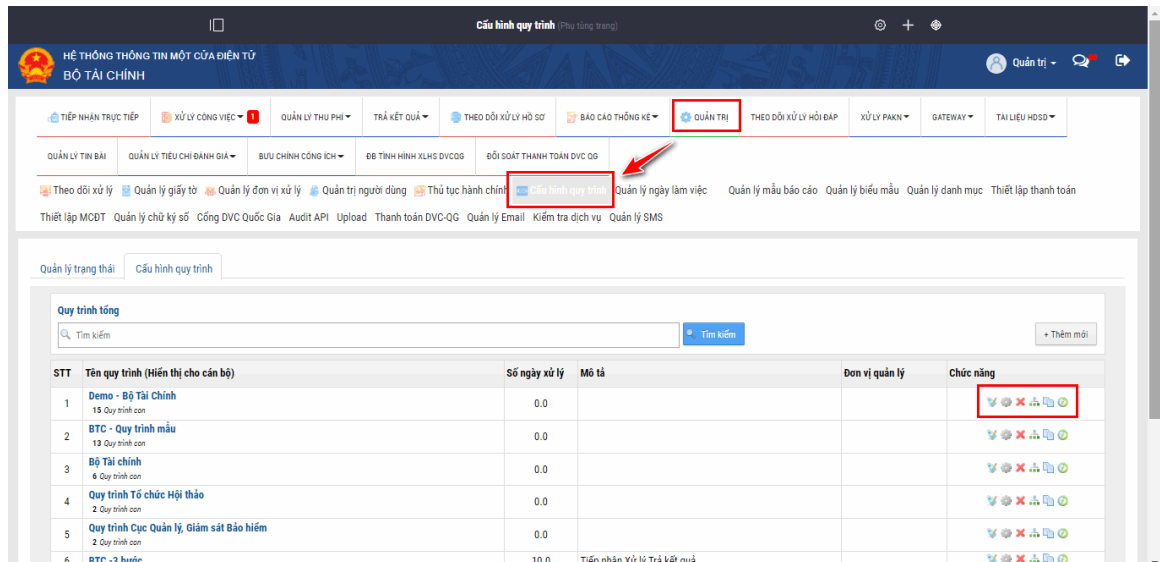 Cấu hình quy trình (Phụ tùng trang)
HỆ THỐNG THÔNG TIN MỘT CỬA ĐIỆN TỬ
BỘ TÀI CHÍNH
Quản trị
TIẾP NHẬN TRỰC TIẾP XỬ LÝ CÔNG VIỆC 1 QUẢN LÝ THU PHÍ TRẢ KẾT QUẢ THEO DÕI XỬ LÝ HỒ SƠ BÁO CÁO THỐNG KÊ QUẢN TRỊ THEO DÕI XỬ LÝ HỎI ĐÁP XỬ LÝ PAKN GATEWAY TÀI LIỆU HDSD
QUẢN LÝ TIN BÀI QUẢN LÝ TIÊU CHÍ ĐÁNH GIÁ BƯU CHÍNH CÔNG ÍCH ĐB TÌNH HÌNH XLHS DVCQG ĐỐI SOÁT THANH TOÁN DVC QG
Theo dõi xử lý Quản lý giấy tờ Quản lý đơn vị xử lý Quản trị người dùng Thủ tục hành chính Cấu hình quy trình Quản lý ngày làm việc Quản lý mẫu báo cáo Quản lý biểu mẫu Quản lý danh mục Thiết lập thanh toán
Thiết lập MCĐT Quản lý chữ ký số Cổng DVC Quốc Gia Audit API Upload Thanh toán DVC-QG Quản lý Email Kiểm tra dịch vụ Quản lý SMS
Quản lý trạng thái Cấu hình quy trình
Quy trình tổng
Tìm kiếm Tìm kiếm + Thêm mới
STT Tên quy trình (Hiển thị cho cán bộ) Số ngày xử lý Mô tả Đơn vị quản lý Chức năng
1 Demo - Bộ Tài Chính 0.0
15 Quy trình con
2 BTC - Quy trình mẫu 0.0
13 Quy trình con
3 Bộ Tài chính 0.0
6 Quy trình con
4 Quy trình Tổ chức Hội thảo 0.0
2 Quy trình con
5 Quy trình Cục Quản lý, Giám sát Bảo hiểm 0.0
2 Quy trình con
6 BTC -3 bước 10.0 Tiếp nhận Xử lý Trả kết quả